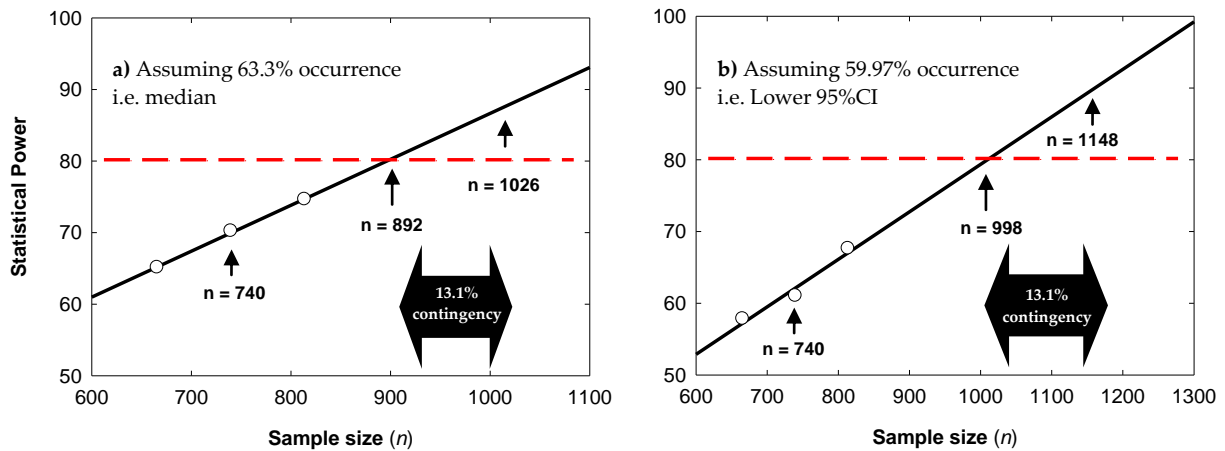 100
90
80
70
60
50
Statistical Power
a) Assuming 63.3% occurrence
i.e. median
n = 1026
n = 892
n = 740
13.1%
contingency
600 700 800 900 1000 1100
Sample size (n)
100
90
80
70
60
50
b) Assuming 59.97% occurrence
i.e. Lower 95%CI
n = 1148
n = 998
n = 740
13.1%
contingency
600 700 800 900 1000 1100 1200 1300
Sample size (n)